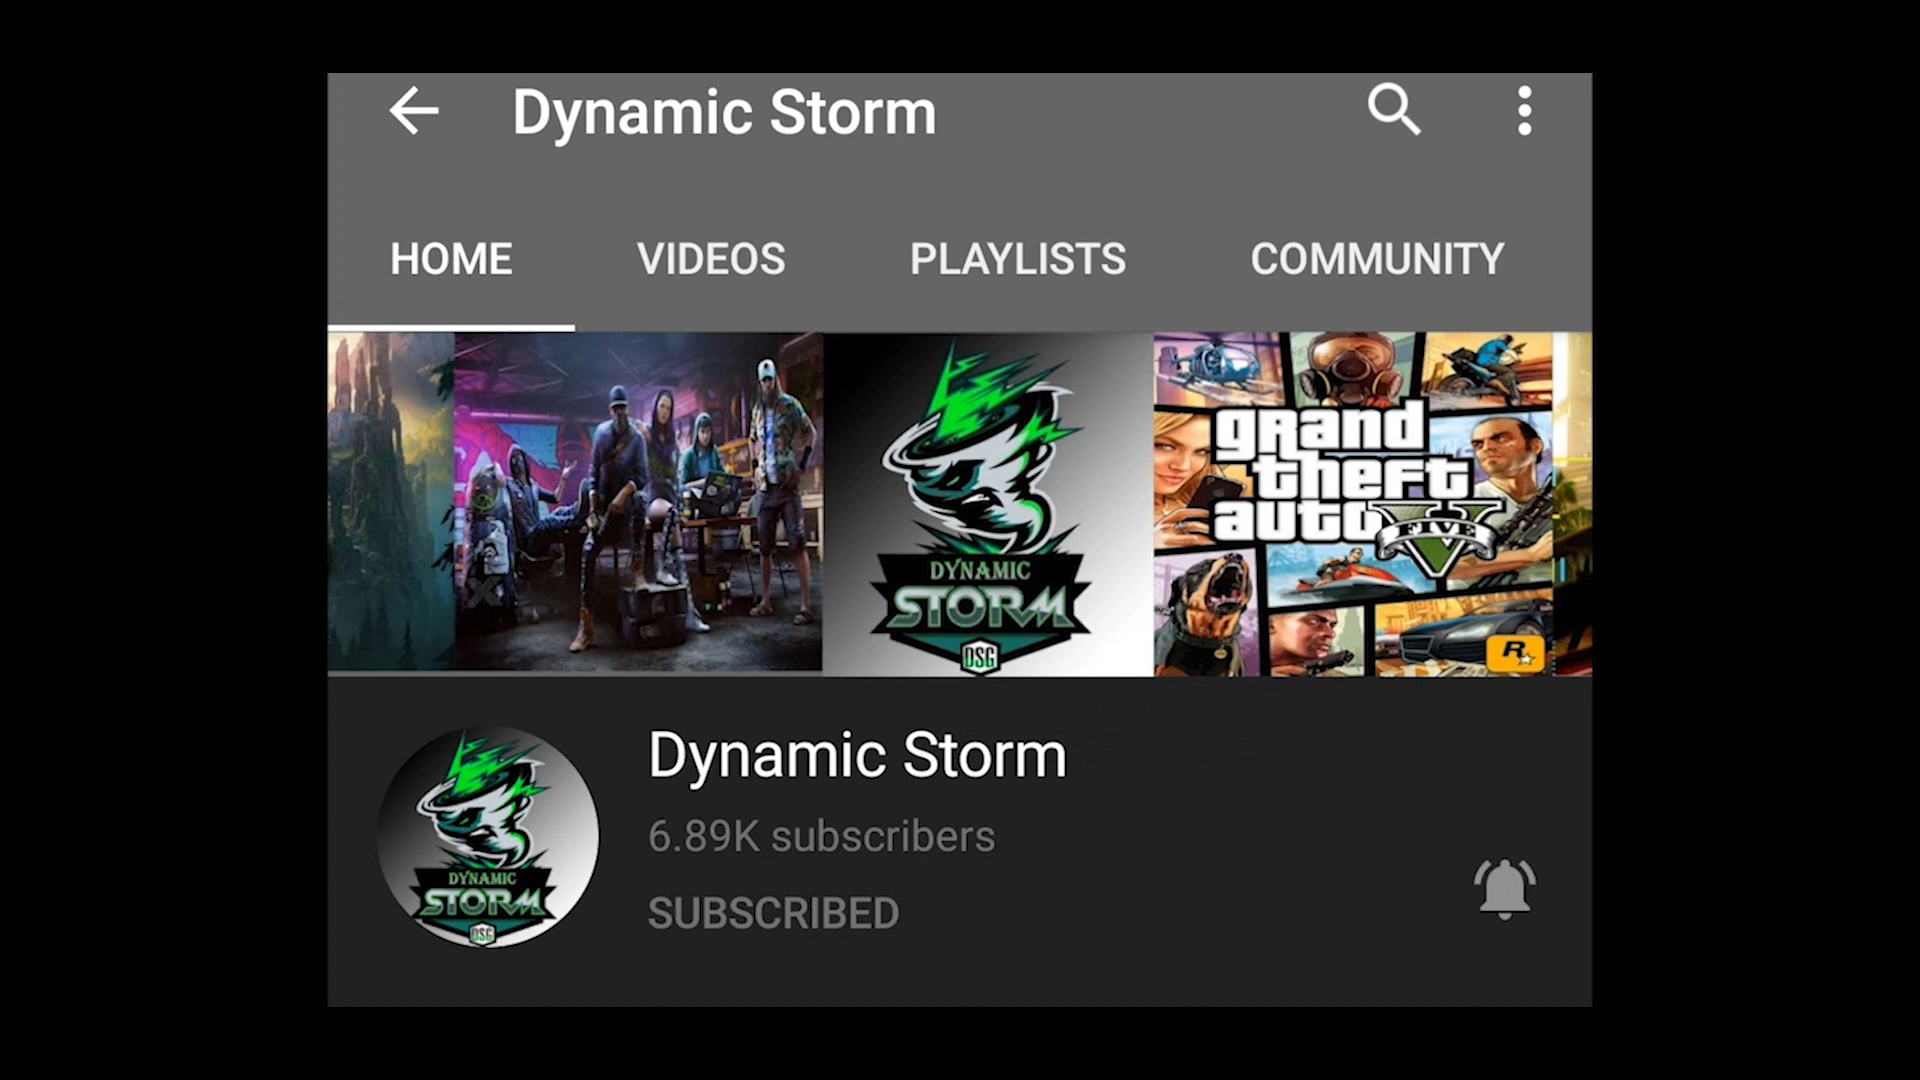 Dynamic Storm
HOME VIDEOS PLAYLISTS COMMUNITY
grand
theft
auto
FIVE
V
DYNAMIC
STORM
DSG
R
Dynamic Storm
6.89K subscribers
SUBSCRIBED
DYNAMIC
STORM
DSG